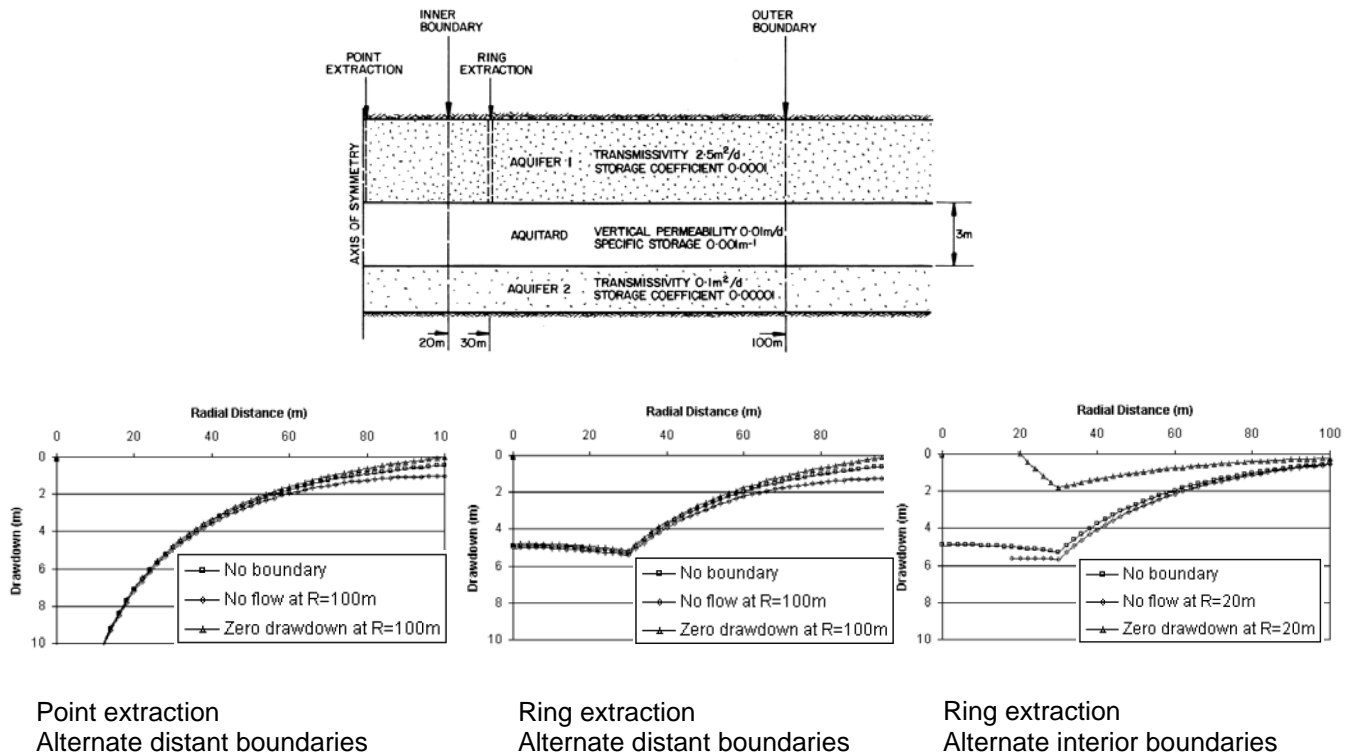 INNER
BOUNDARY
OUTER
BOUNDARY
POINT
EXTRACTION
RING
EXTRACTION
AXIS OF SYMMETRY
AQUIFER 1 TRANSMISSIVITY 2·5m²/d
STORAGE COEFFICIENT 0·0001
AQUITARD VERTICAL PERMEABILITY 0·01m/d
SPECIFIC STORAGE 0·001m⁻¹
3m
AQUIFER 2 TRANSMISSIVITY 0·1m²/d
STORAGE COEFFICIENT 0·00001
20m 30m 100m
Radial Distance (m)
0 20 40 60 80 10
Drawdown (m)
0
2
4
6
8
10
No boundary
No flow at R=100m
Zero drawdown at R=100m
Point extraction
Alternate distant boundaries
Radial Distance (m)
0 20 40 60 80
Drawdown (m)
0
2
4
6
8
10
No boundary
No flow at R=100m
Zero drawdown at R=100m
Ring extraction
Alternate distant boundaries
Radial Distance (m)
0 20 40 60 80 100
Drawdown (m)
0
2
4
6
8
10
No boundary
No flow at R=20m
Zero drawdown at R=20m
Ring extraction
Alternate interior boundaries